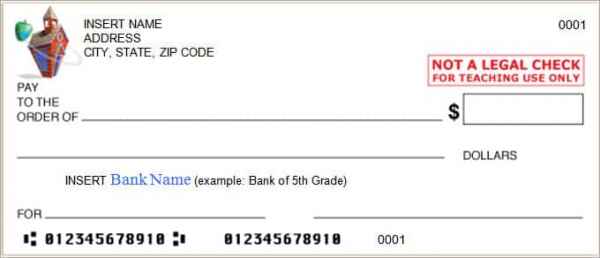 INSERT NAME
0001
ADDRESS
CITY, STATE, ZIP CODE
NOT A LEGAL CHECK
FOR TEACHING USE ONLY
PAY
TO THE
ORDER OF
$
DOLLARS
INSERT Bank Name (example: Bank of 5th Grade)
FOR
⑆012345678910⑆ 012345678910 0001